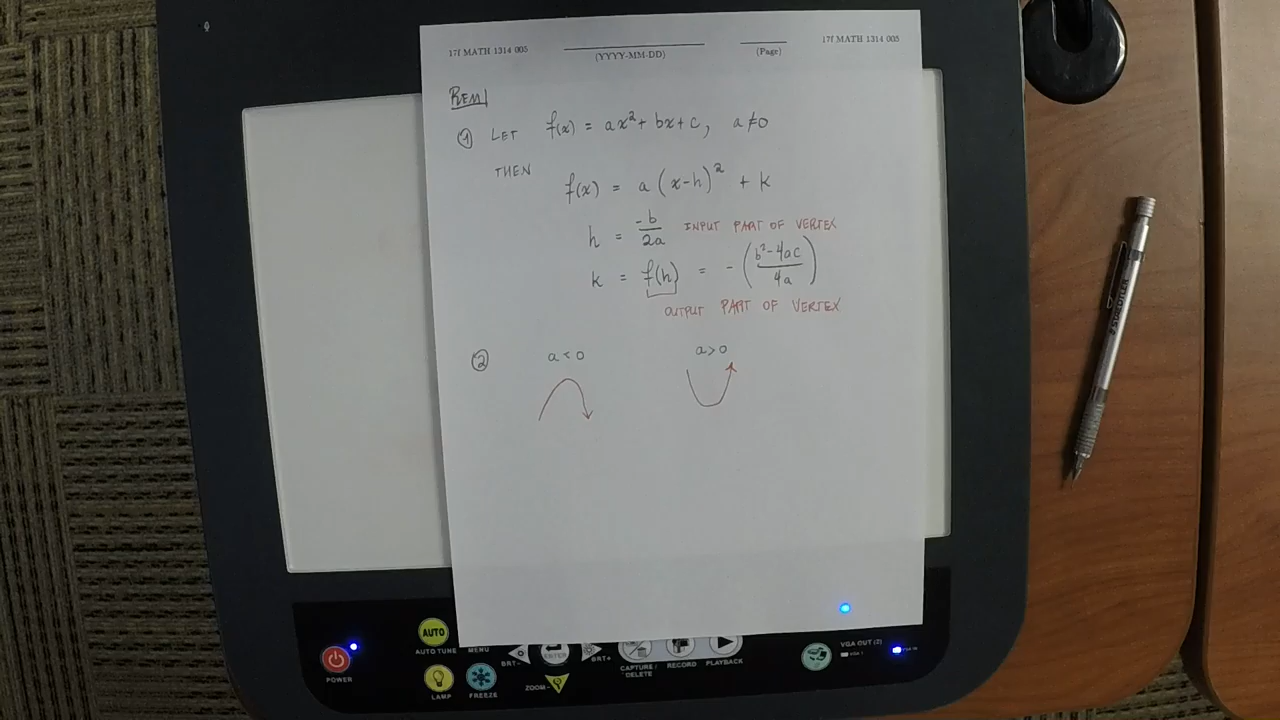 17f MATH 1314 005
(YYYY-MM-DD)
(Page)
17f MATH 1314 005
REM
① LET f(x) = ax² + bx + c, a ≠ 0
THEN
f(x) = a (x-h)² + k
h = -b/2a INPUT PART OF VERTEX
k = f(h) = - (b²-4ac / 4a)
OUTPUT PART OF VERTEX
② a < 0 a > 0
STAEDTLER
POWER
AUTO
AUTO TUNE
LAMP
MENU
FREEZE
BRT-
BRT+
ZOOM-
CAPTURE/
DELETE
RECORD
PLAYBACK
VGA OUT (2)